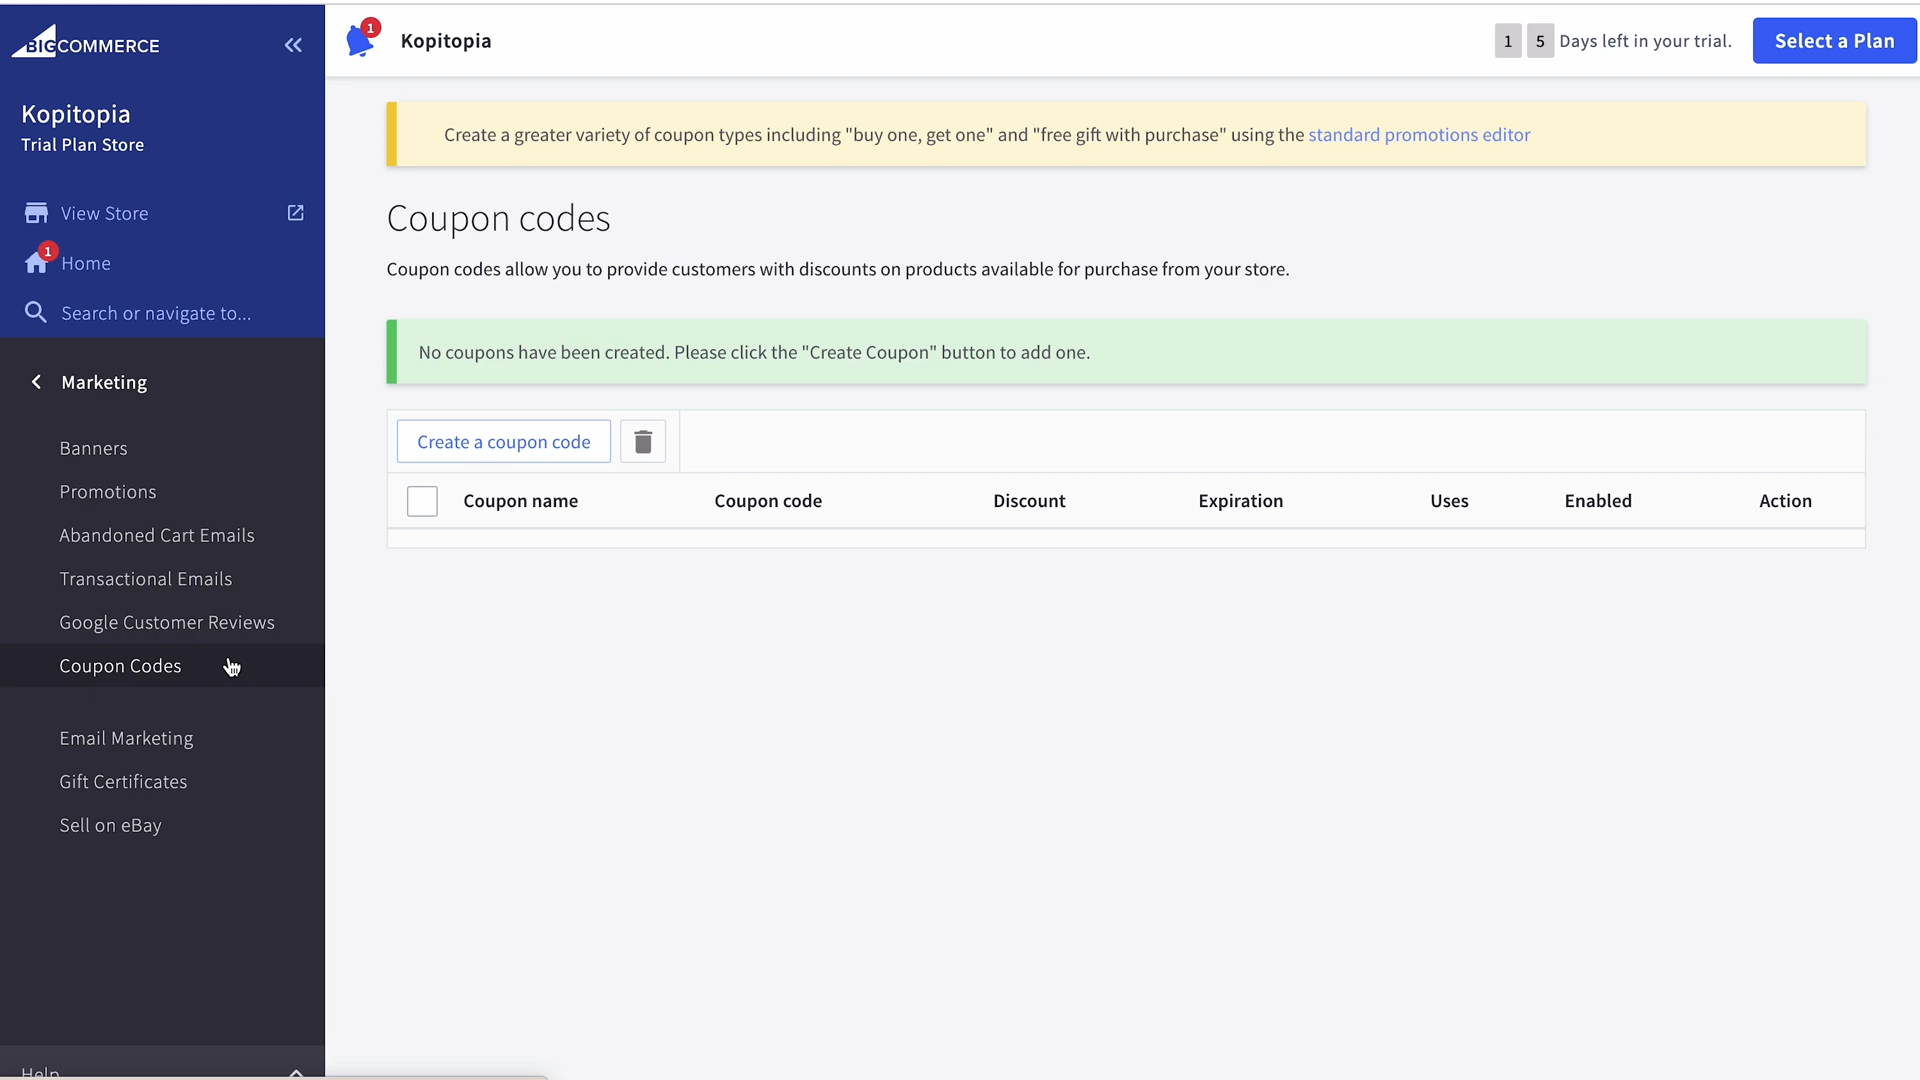 BIGCOMMERCE
Kopitopia
Trial Plan Store
View Store
1
Home
Search or navigate to...
Marketing
Banners
Promotions
Abandoned Cart Emails
Transactional Emails
Google Customer Reviews
Coupon Codes
Email Marketing
Gift Certificates
Sell on eBay
Help
1
Kopitopia
1 5 Days left in your trial.
Select a Plan
Create a greater variety of coupon types including "buy one, get one" and "free gift with purchase" using the standard promotions editor
Coupon codes
Coupon codes allow you to provide customers with discounts on products available for purchase from your store.
No coupons have been created. Please click the "Create Coupon" button to add one.
Create a coupon code
Coupon name Coupon code Discount Expiration Uses Enabled Action